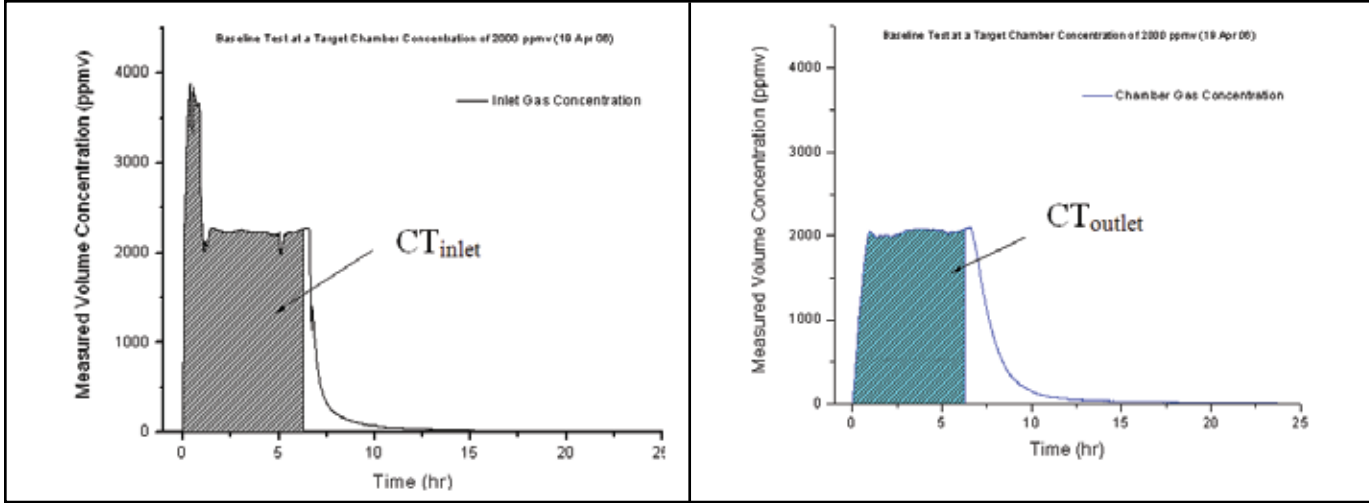 Baseline Test at a Target Chamber Concentration of 2000 ppmv (19 Apr 06)
Inlet Gas Concentration
Measured Volume Concentration (ppmv)
4000
3000
2000
1000
0
CTinlet
0 5 10 15 20 25
Time (hr)
Baseline Test at a Target Chamber Concentration of 2000 ppmv (19 Apr 06)
Chamber Gas Concentration
Measured Volume Concentration (ppmv)
4000
3000
2000
1000
0
CToutlet
0 5 10 15 20 25
Time (hr)